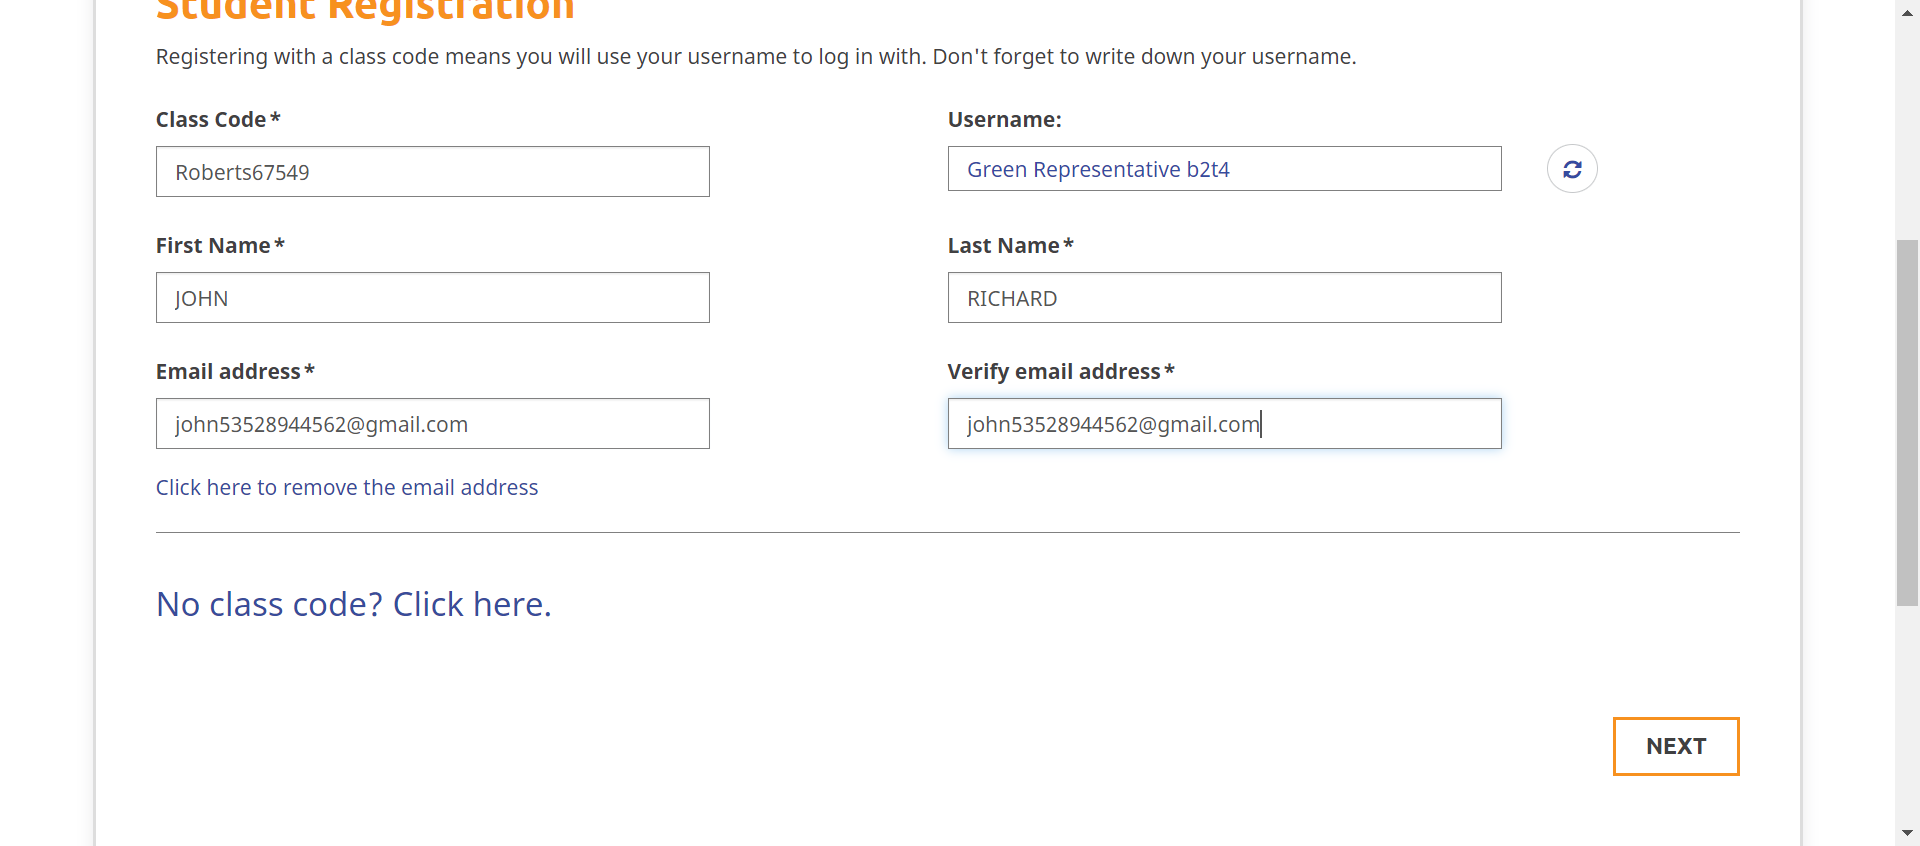 Student Registration
Registering with a class code means you will use your username to log in with. Don't forget to write down your username.
Class Code*
Username:
Roberts67549
Green Representative b2t4
First Name*
Last Name*
JOHN
RICHARD
Email address*
Verify email address*
john53528944562@gmail.com
john53528944562@gmail.com
Click here to remove the email address
No class code? Click here.
NEXT